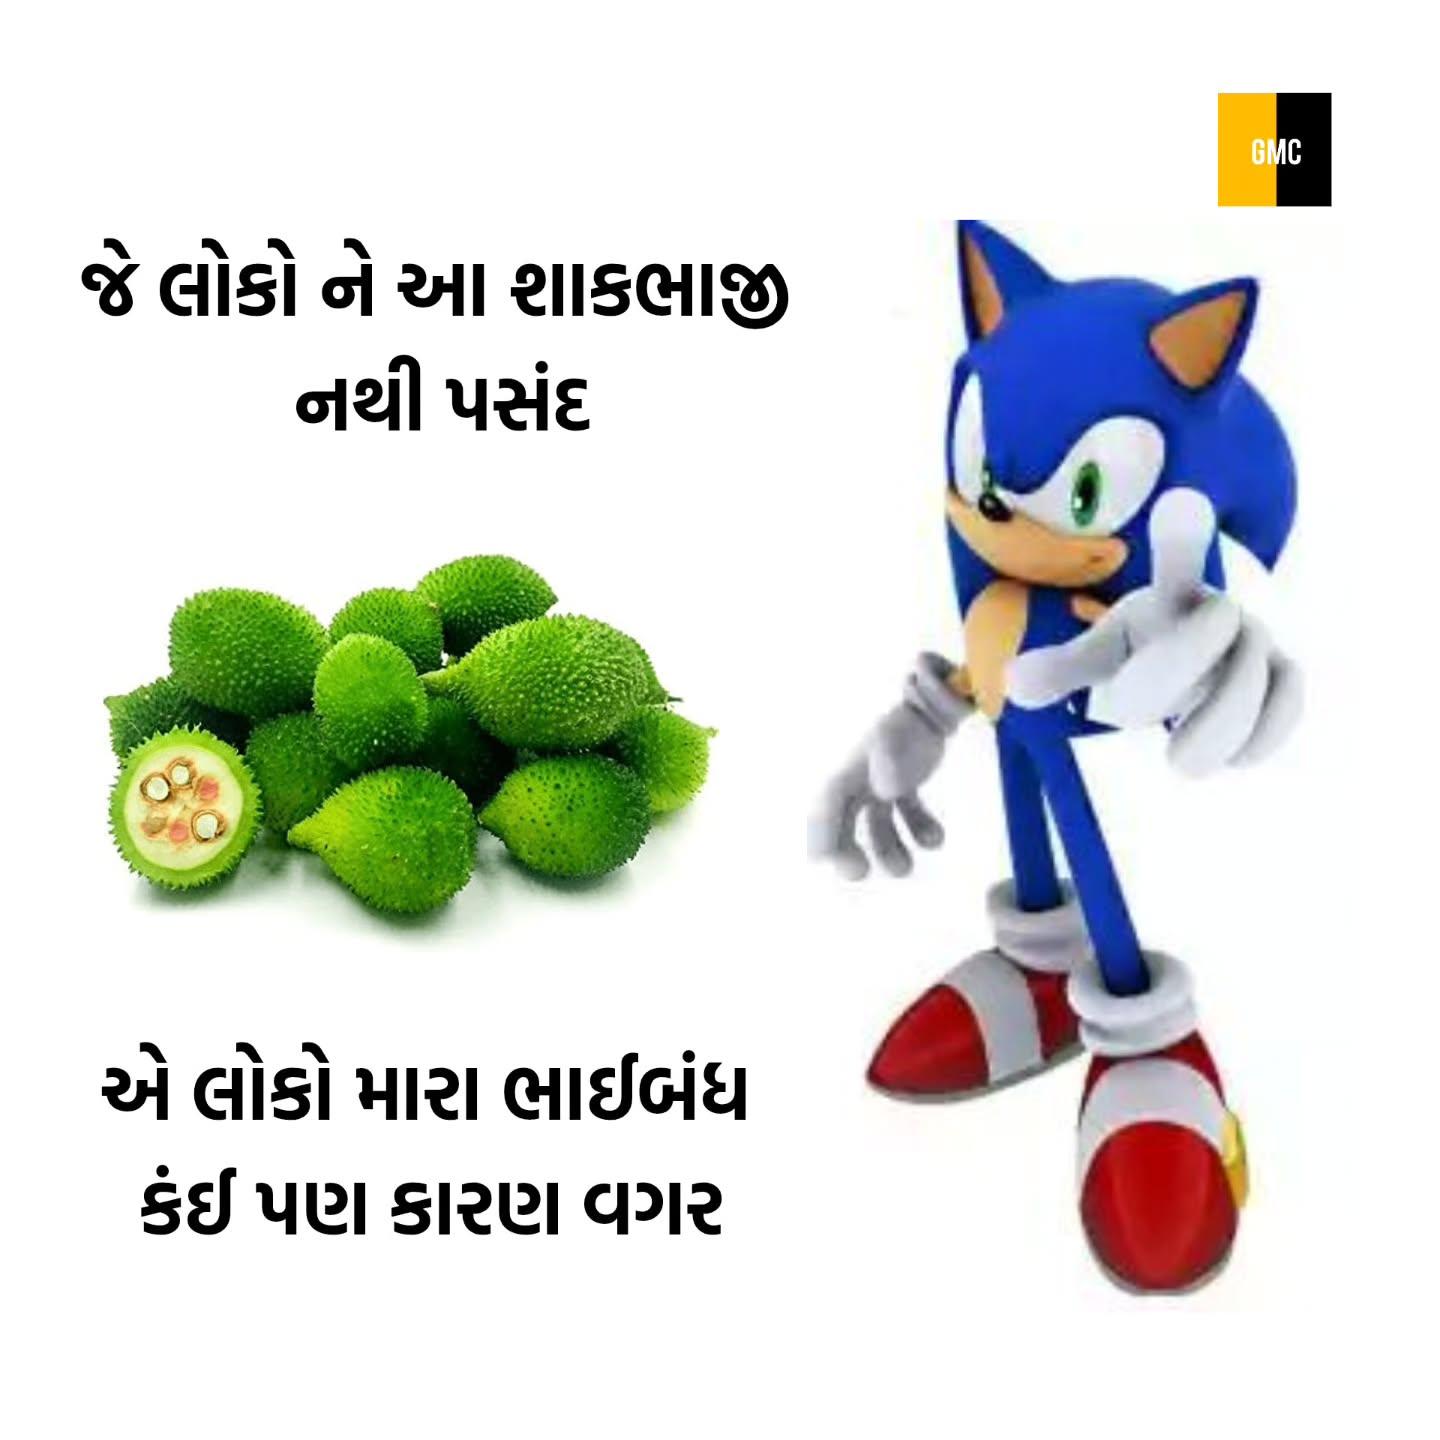 GMC
જે લોકો ને આ શાકભાજી
નથી પસંદ
એ લોકો મારા ભાઈબંધ
કંઈ પણ કારણ વગર